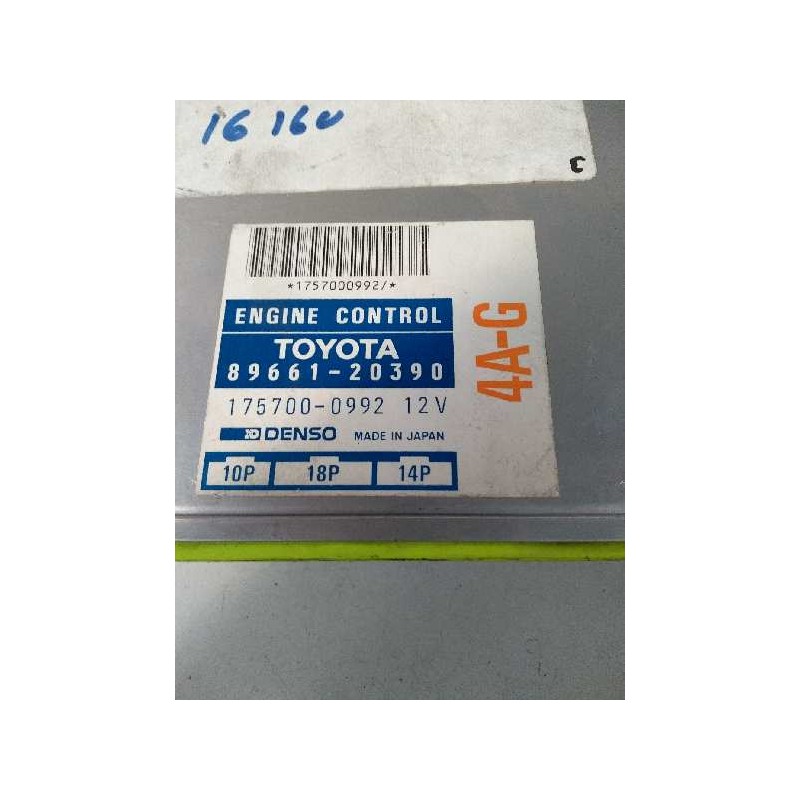 16 16v
c
*1757000992/*
ENGINE CONTROL
TOYOTA
89661-20390
175700-0992 12V
ND DENSO MADE IN JAPAN
10P 18P 14P
4A-G